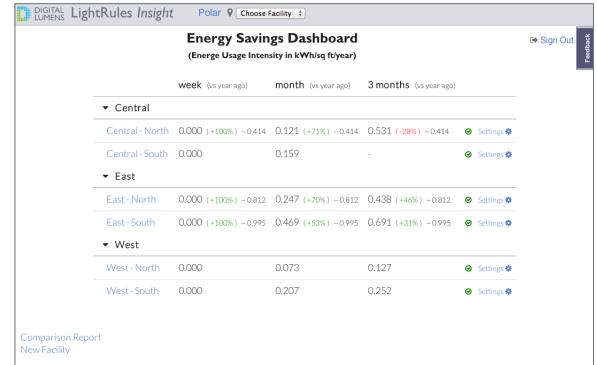 DIGITAL LUMENS LightRules Insight Polar Choose Facility
Energy Savings Dashboard
(Energe Usage Intensity in kWh/sq ft/year)
Sign Out
Feedback
week (vs year ago) month (vs year ago) 3 months (vs year ago)
Central
Central - North 0.000 (+100%) ~0.414 0.121 (+71%) ~0.414 0.531 (-28%) ~0.414 Settings
Central - South 0.000 0.159 - Settings
East
East - North 0.000 (+100%) ~0.812 0.247 (+70%) ~0.812 0.438 (+46%) ~0.812 Settings
East - South 0.000 (+100%) ~0.995 0.469 (+53%) ~0.995 0.691 (+31%) ~0.995 Settings
West
West - North 0.000 0.073 0.127 Settings
West - South 0.000 0.207 0.252 Settings
Comparison Report
New Facility